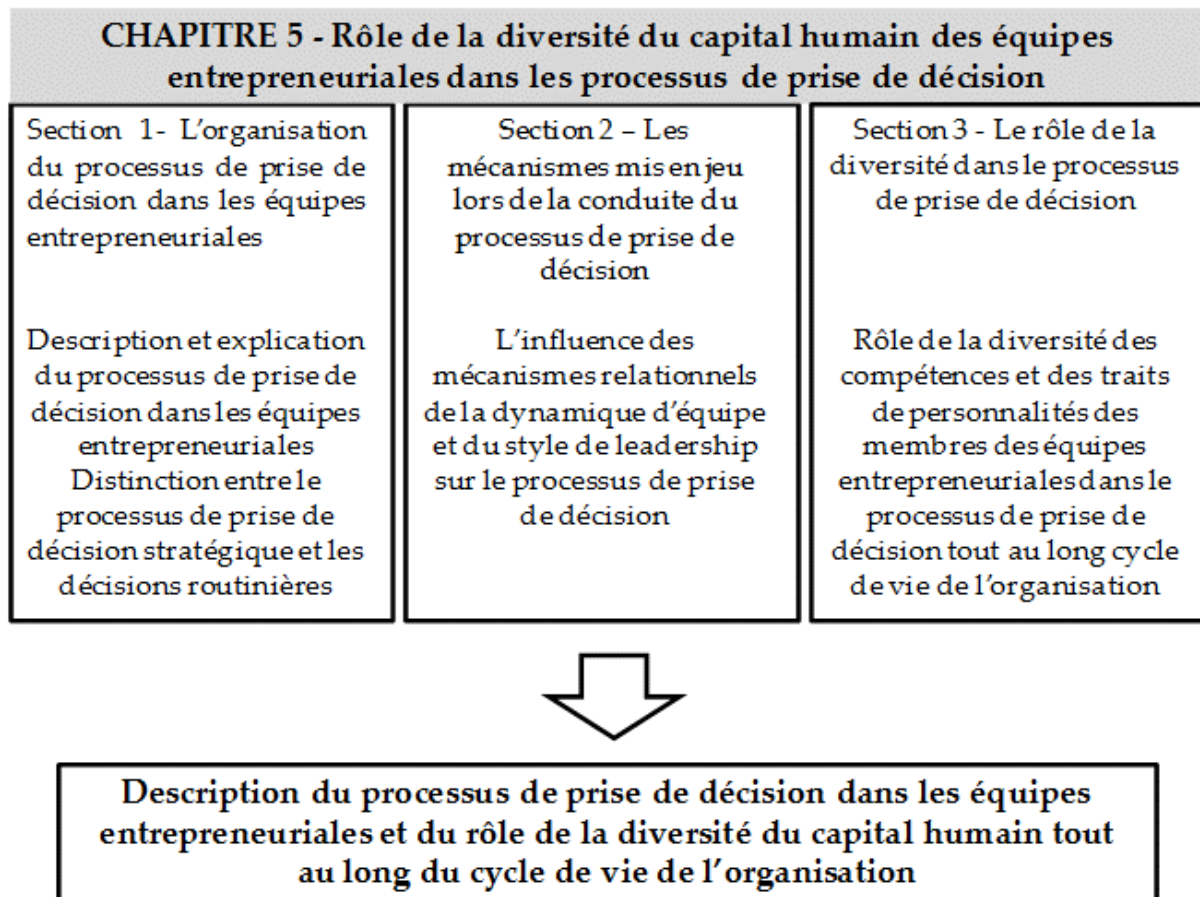 CHAPITRE 5 - Rôle de la diversité du capital humain des équipes
entrepreneuriales dans les processus de prise de décision
Section 1- L'organisation
du processus de prise de
décision dans les équipes
entrepreneuriales
Description et explication
du processus de prise de
décision dans les équipes
entrepreneuriales
Distinction entre le
processus de prise de
décision stratégique et les
décisions routinières
Section 2 – Les
mécanismes mis en jeu
lors de la conduite du
processus de prise de
décision
L'influence des
mécanismes relationnels
de la dynamique d'équipe
et du style de leadership
sur le processus de prise
de décision
Section 3 - Le rôle de la
diversité dans le processus
de prise de décision
Rôle de la diversité des
compétences et des traits
de personnalités des
membres des équipes
entrepreneuriales dans le
processus de prise de
décision tout au long cycle
de vie de l'organisation
Description du processus de prise de décision dans les équipes
entrepreneuriales et du rôle de la diversité du capital humain tout
au long du cycle de vie de l'organisation